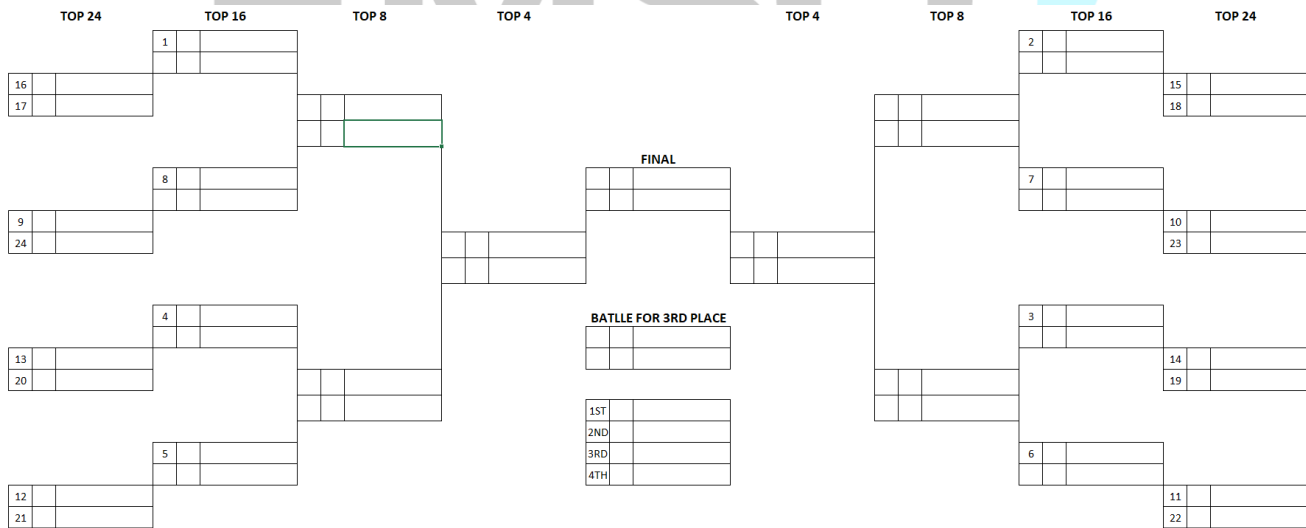 TOP 24 TOP 16 TOP 8 TOP 4 TOP 4 TOP 8 TOP 16 TOP 24
1 2
16 15
17 18
FINAL
8 7
9 10
24 23
4 BATLLE FOR 3RD PLACE 3
13 14
20 19
1ST
2ND
5 3RD 6
4TH
12 11
21 22